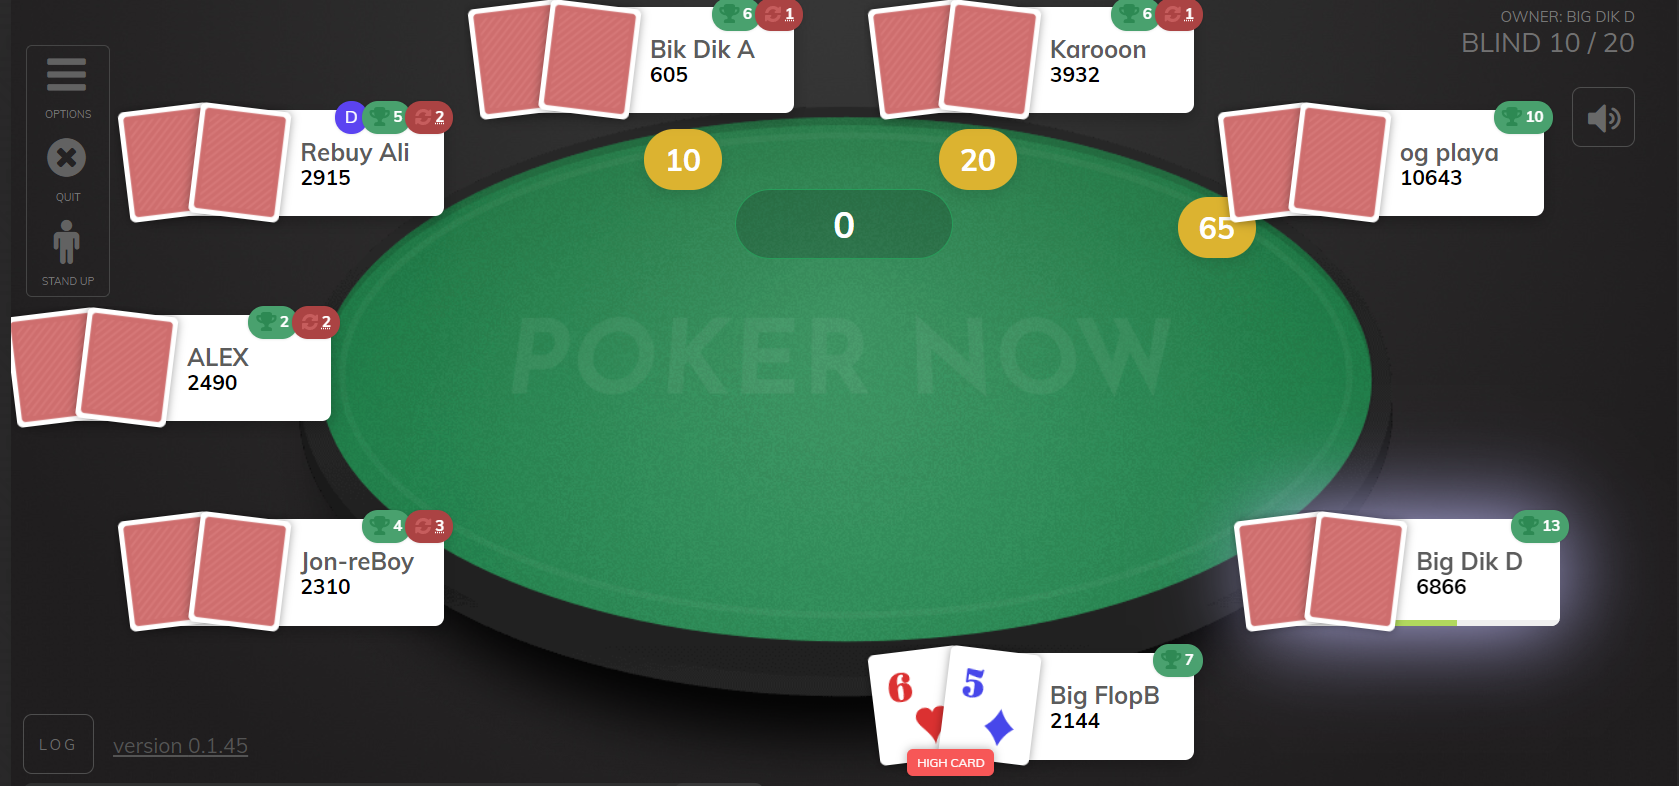 OWNER: BIG DIK D
BLIND 10 / 20
OPTIONS
QUIT
STAND UP
6 1
Bik Dik A
605
6 1
Karooon
3932
D 5 2
Rebuy Ali
2915
10
og playa
10643
10
20
65
0
2 2
ALEX
2490
POKER NOW
4 3
Jon-reBoy
2310
13
Big Dik D
6866
7
Big FlopB
2144
6 5
HIGH CARD
LOG
version 0.1.45